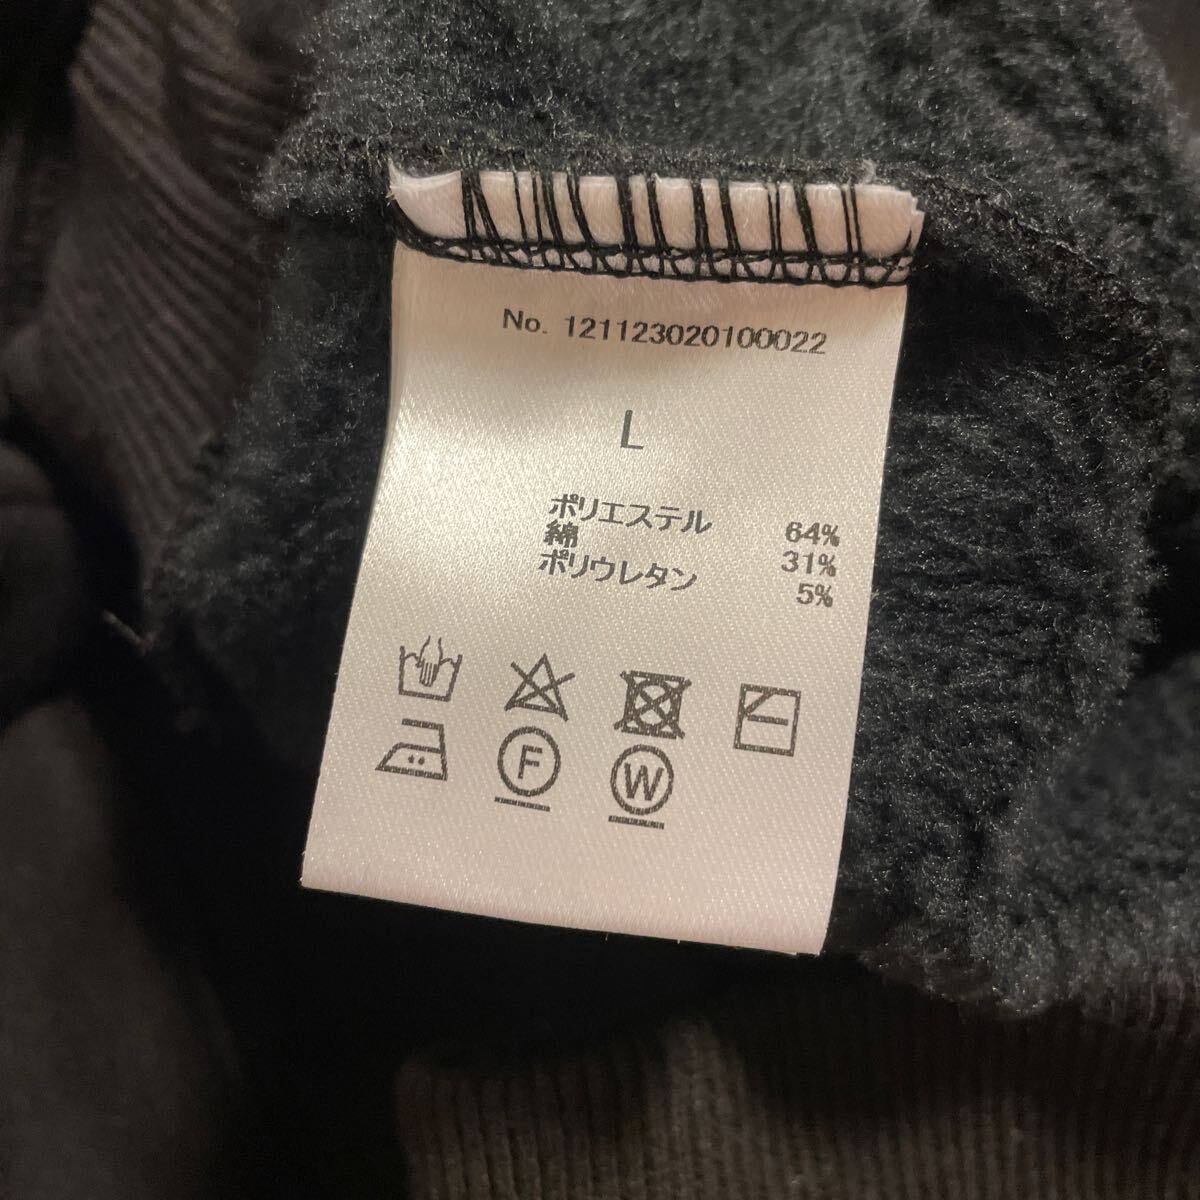 No. 121123020100022
L
ポリエステル 64%
綿 31%
ポリウレタン 5%
F W